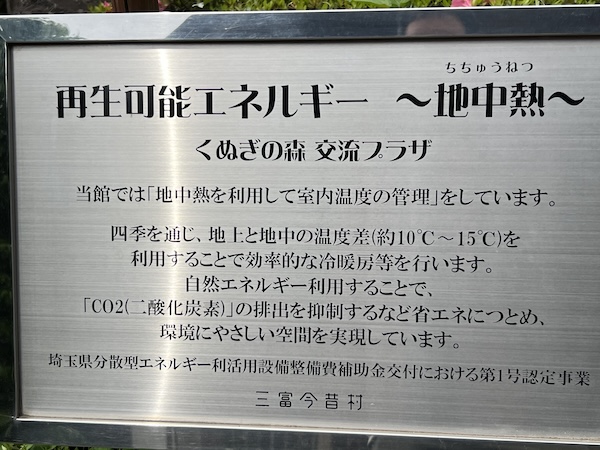 ちちゅうねつ
再生可能エネルギー ～地中熱～
くぬぎの森 交流プラザ
当館では「地中熱を利用して室内温度の管理」をしています。
四季を通じ、地上と地中の温度差(約10℃～15℃)を
利用することで効率的な冷暖房等を行います。
自然エネルギー利用することで、
「CO2(二酸化炭素)」の排出を抑制するなど省エネにつとめ、
環境にやさしい空間を実現しています。
埼玉県分散型エネルギー利活用設備整備費補助金交付における第1号認定事業
三富今昔村